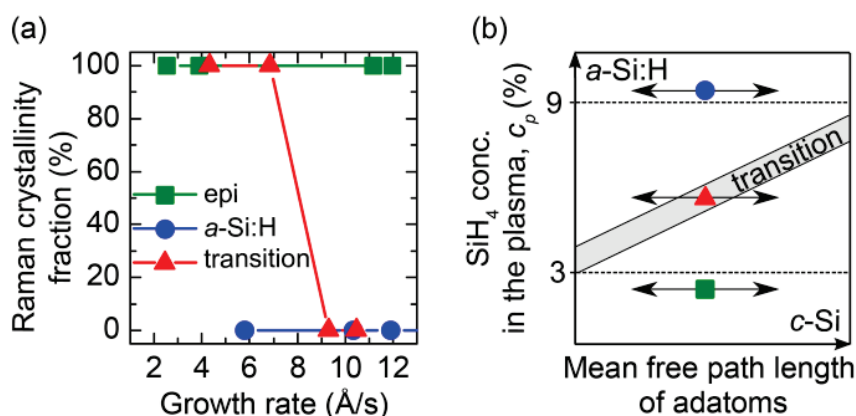 (a)
Raman crystallinity
fraction (%)
100
80
60
40
20
0
epi
a-Si:H
transition
2 4 6 8 10 12
Growth rate (Å/s)
(b)
SiH4 conc.
in the plasma, cp (%)
a-Si:H
9
transition
3
c-Si
Mean free path length
of adatoms